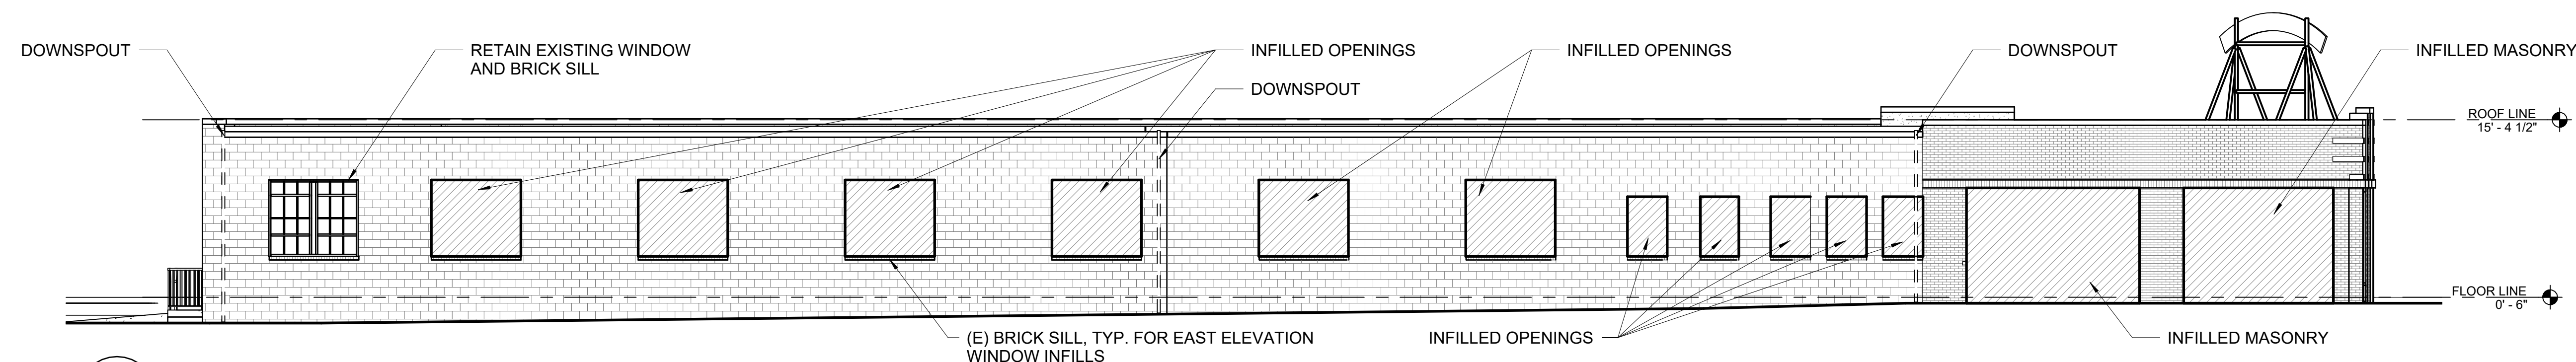 DOWNSPOUT
RETAIN EXISTING WINDOW
AND BRICK SILL
INFILLED OPENINGS
DOWNSPOUT
INFILLED OPENINGS
DOWNSPOUT
INFILLED MASONRY
ROOF LINE
15' - 4 1/2"
FLOOR LINE
0' - 6"
(E) BRICK SILL, TYP. FOR EAST ELEVATION
WINDOW INFILLS
INFILLED OPENINGS
INFILLED MASONRY